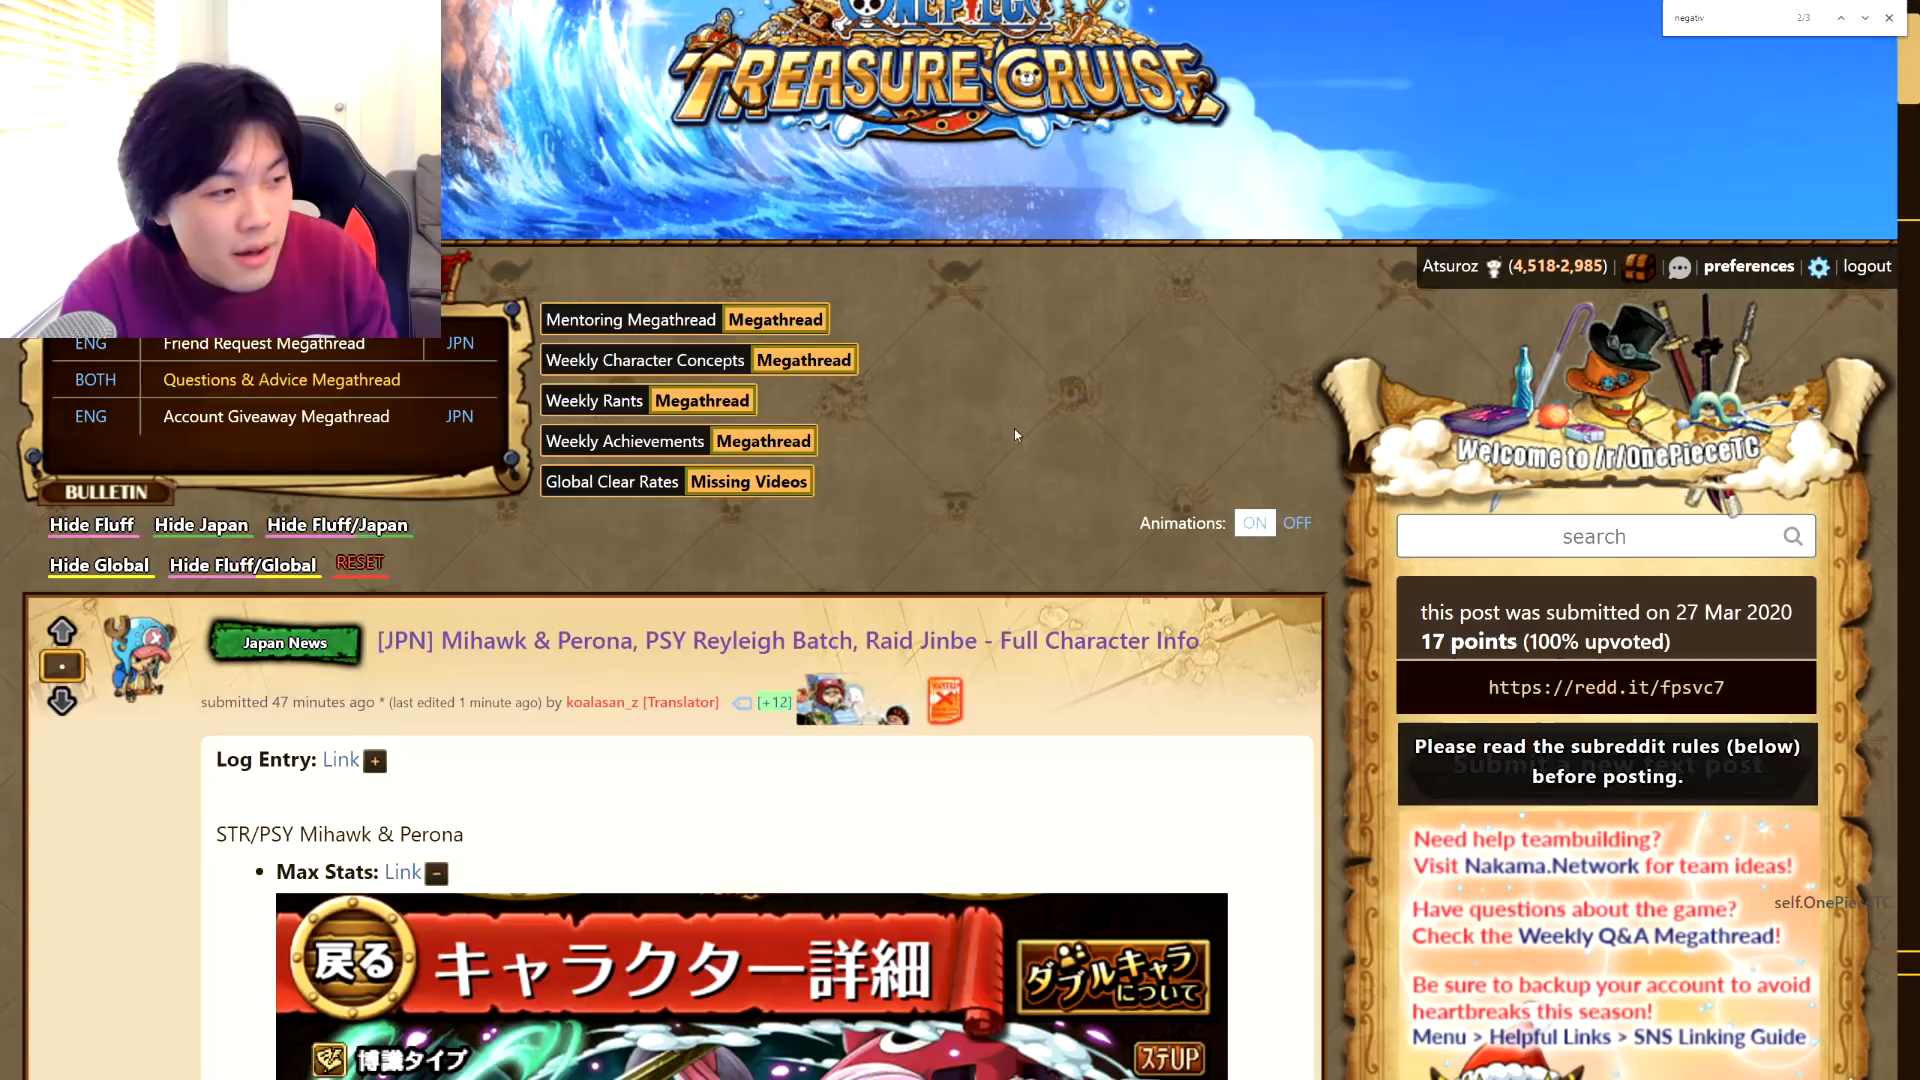 ONE PIECE
TREASURE CRUISE
negativ
2/3
Atsuroz (4,518·2,985) | | | preferences | | logout
ENG Friend Request Megathread JPN
BOTH Questions & Advice Megathread
ENG Account Giveaway Megathread JPN
BULLETIN
Mentoring Megathread Megathread
Weekly Character Concepts Megathread
Weekly Rants Megathread
Weekly Achievements Megathread
Global Clear Rates Missing Videos
Hide Fluff Hide Japan Hide Fluff/Japan
Hide Global Hide Fluff/Global RESET
Animations: ON OFF
Welcome to /r/OnePieceTC
search
this post was submitted on 27 Mar 2020
17 points (100% upvoted)
https://redd.it/fpsvc7
Submit a new text post
Please read the subreddit rules (below)
before posting.
Need help teambuilding?
Visit Nakama.Network for team ideas!
Have questions about the game?
Check the Weekly Q&A Megathread!
Be sure to backup your account to avoid
heartbreaks this season!
Menu > Helpful Links > SNS Linking Guide
self.OnePieceTC
Japan News
[JPN] Mihawk & Perona, PSY Reyleigh Batch, Raid Jinbe - Full Character Info
submitted 47 minutes ago * (last edited 1 minute ago) by koalasan_z [Translator] [+12]
Log Entry: Link +
STR/PSY Mihawk & Perona
• Max Stats: Link −
戻る
キャラクター詳細
ダブルキャラ
について
博識タイプ
ステUP